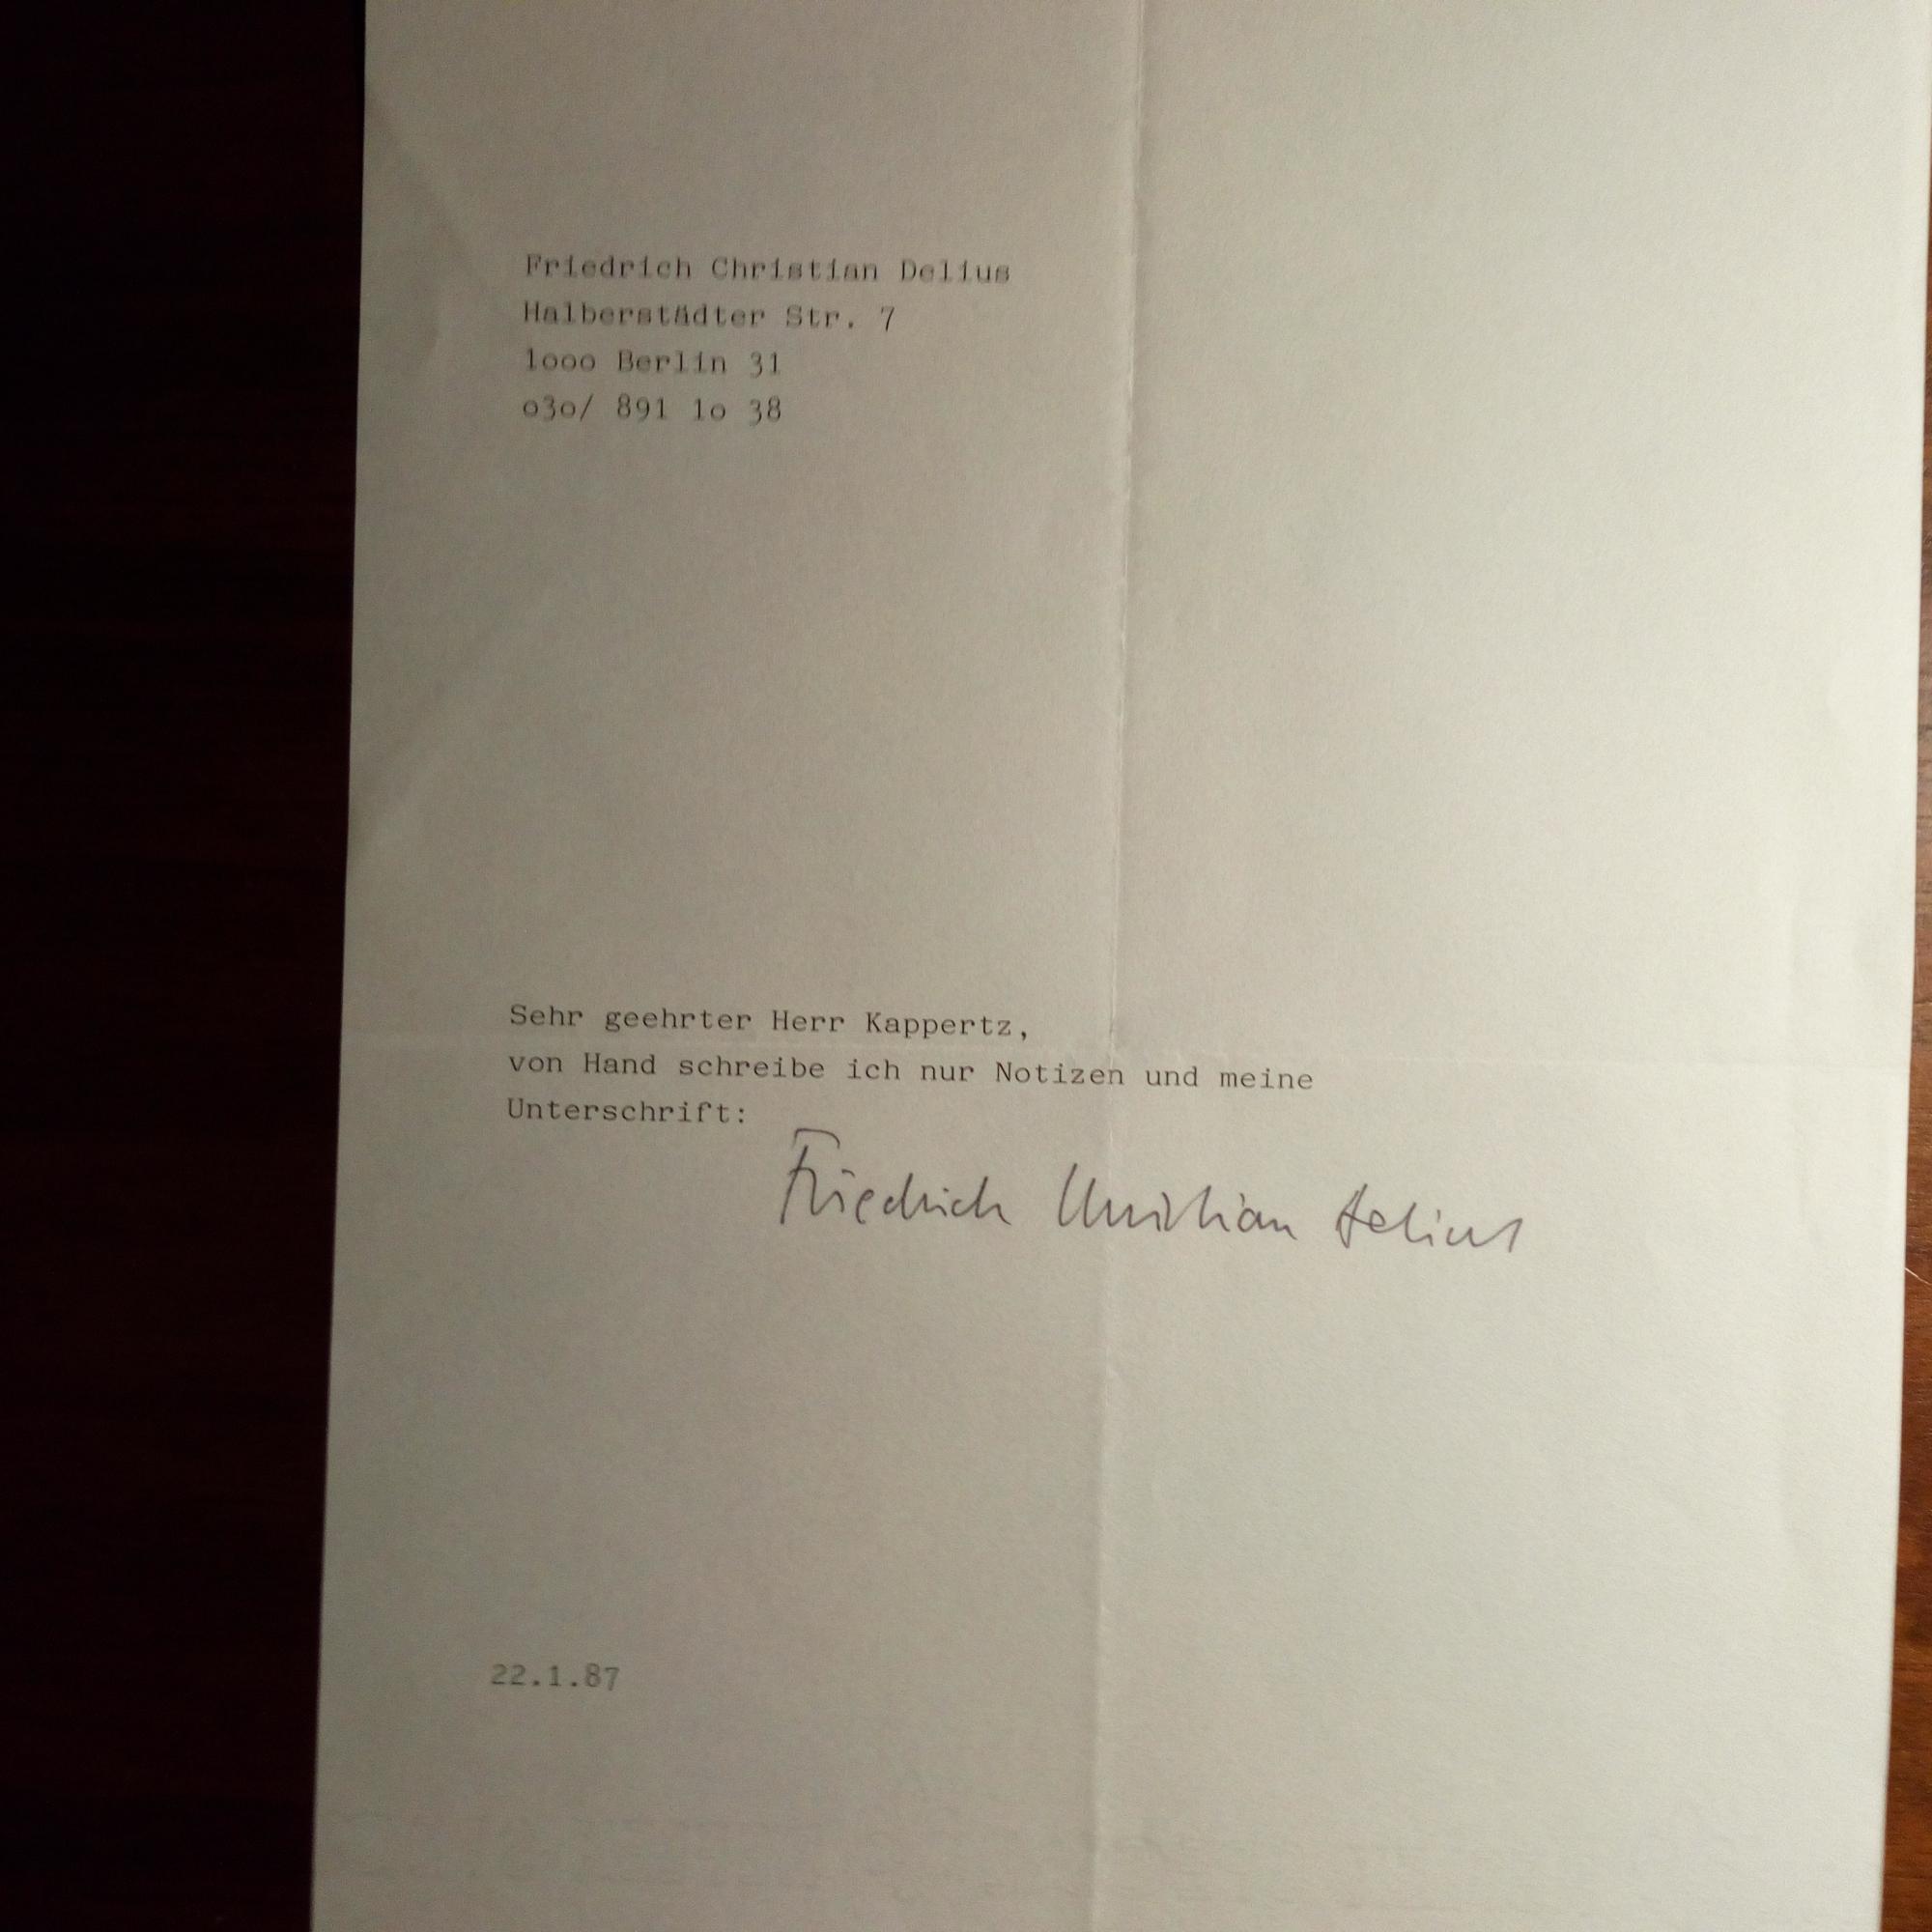 Friedrich Christian Delius
Halberstädter Str. 7
1ooo Berlin 31
o3o/ 891 1o 38
Sehr geehrter Herr Kappertz,
von Hand schreibe ich nur Notizen und meine
Unterschrift:
Friedrich Christian Delius
22.1.87